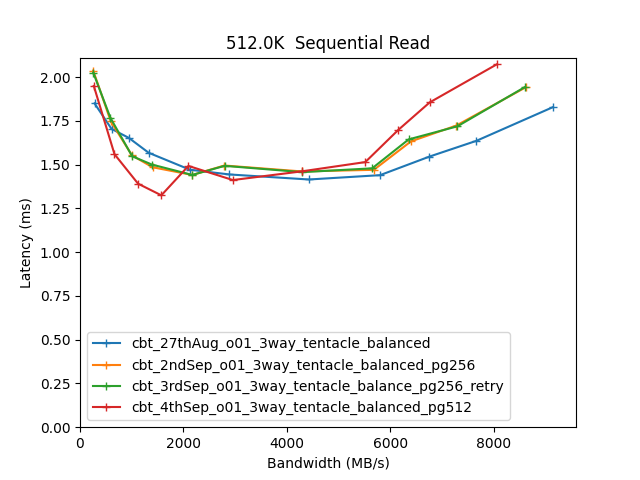 512.0K  Sequential Read
2.00
1.75
1.50
1.25
1.00
0.75
0.50
0.25
0.00
Latency (ms)
cbt_27thAug_o01_3way_tentacle_balanced
cbt_2ndSep_o01_3way_tentacle_balanced_pg256
cbt_3rdSep_o01_3way_tentacle_balance_pg256_retry
cbt_4thSep_o01_3way_tentacle_balanced_pg512
0 2000 4000 6000 8000
Bandwidth (MB/s)